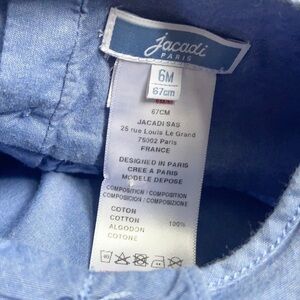 jacadi
PARIS
6M
67cm
67CM
JACADI SAS
25 rue Louis Le Grand
75002 Paris
FRANCE
DESIGNED IN PARIS
CREE A PARIS
MODELE DEPOSE
COMPOSITION / COMPOSITION
COMPOSICIÓN / COMPOSIZIONE
COTON
COTTON 100%
ALGODON
COTONE